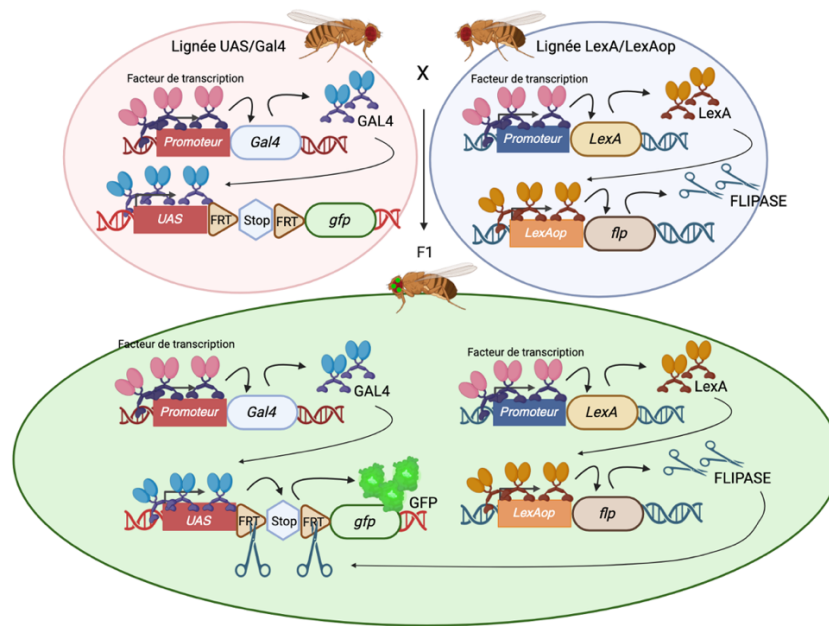 Lignée UAS/Gal4
Facteur de transcription
GAL4
Promoteur
Gal4
UAS
FRT
Stop
FRT
gfp
X
F1
Lignée LexA/LexAop
Facteur de transcription
LexA
Promoteur
LexA
FLIPASE
LexAop
flp
Facteur de transcription
GAL4
Promoteur
Gal4
GFP
UAS
FRT
Stop
FRT
gfp
Facteur de transcription
LexA
Promoteur
LexA
FLIPASE
LexAop
flp